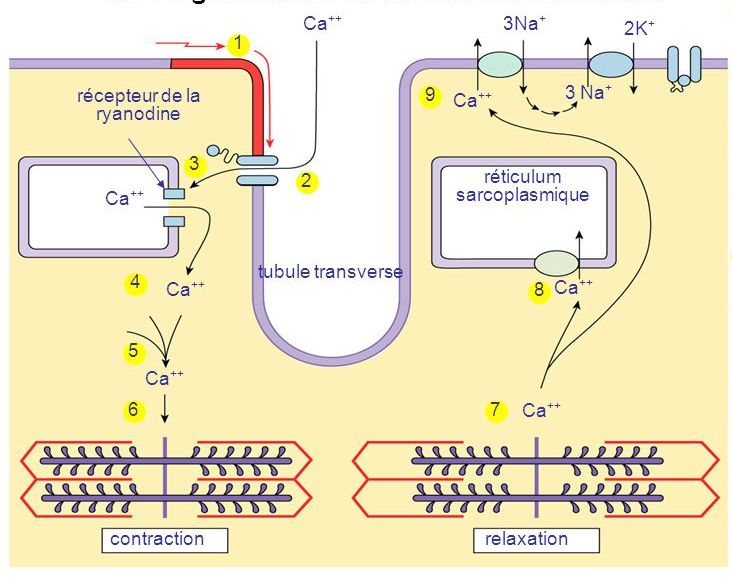 1
Ca++
3Na+
2K+
récepteur de la
ryanodine
9
Ca++
3 Na+
3
2
Ca++
réticulum
sarcoplasmique
tubule transverse
4
Ca++
8
Ca++
5
Ca++
6
7
Ca++
contraction
relaxation